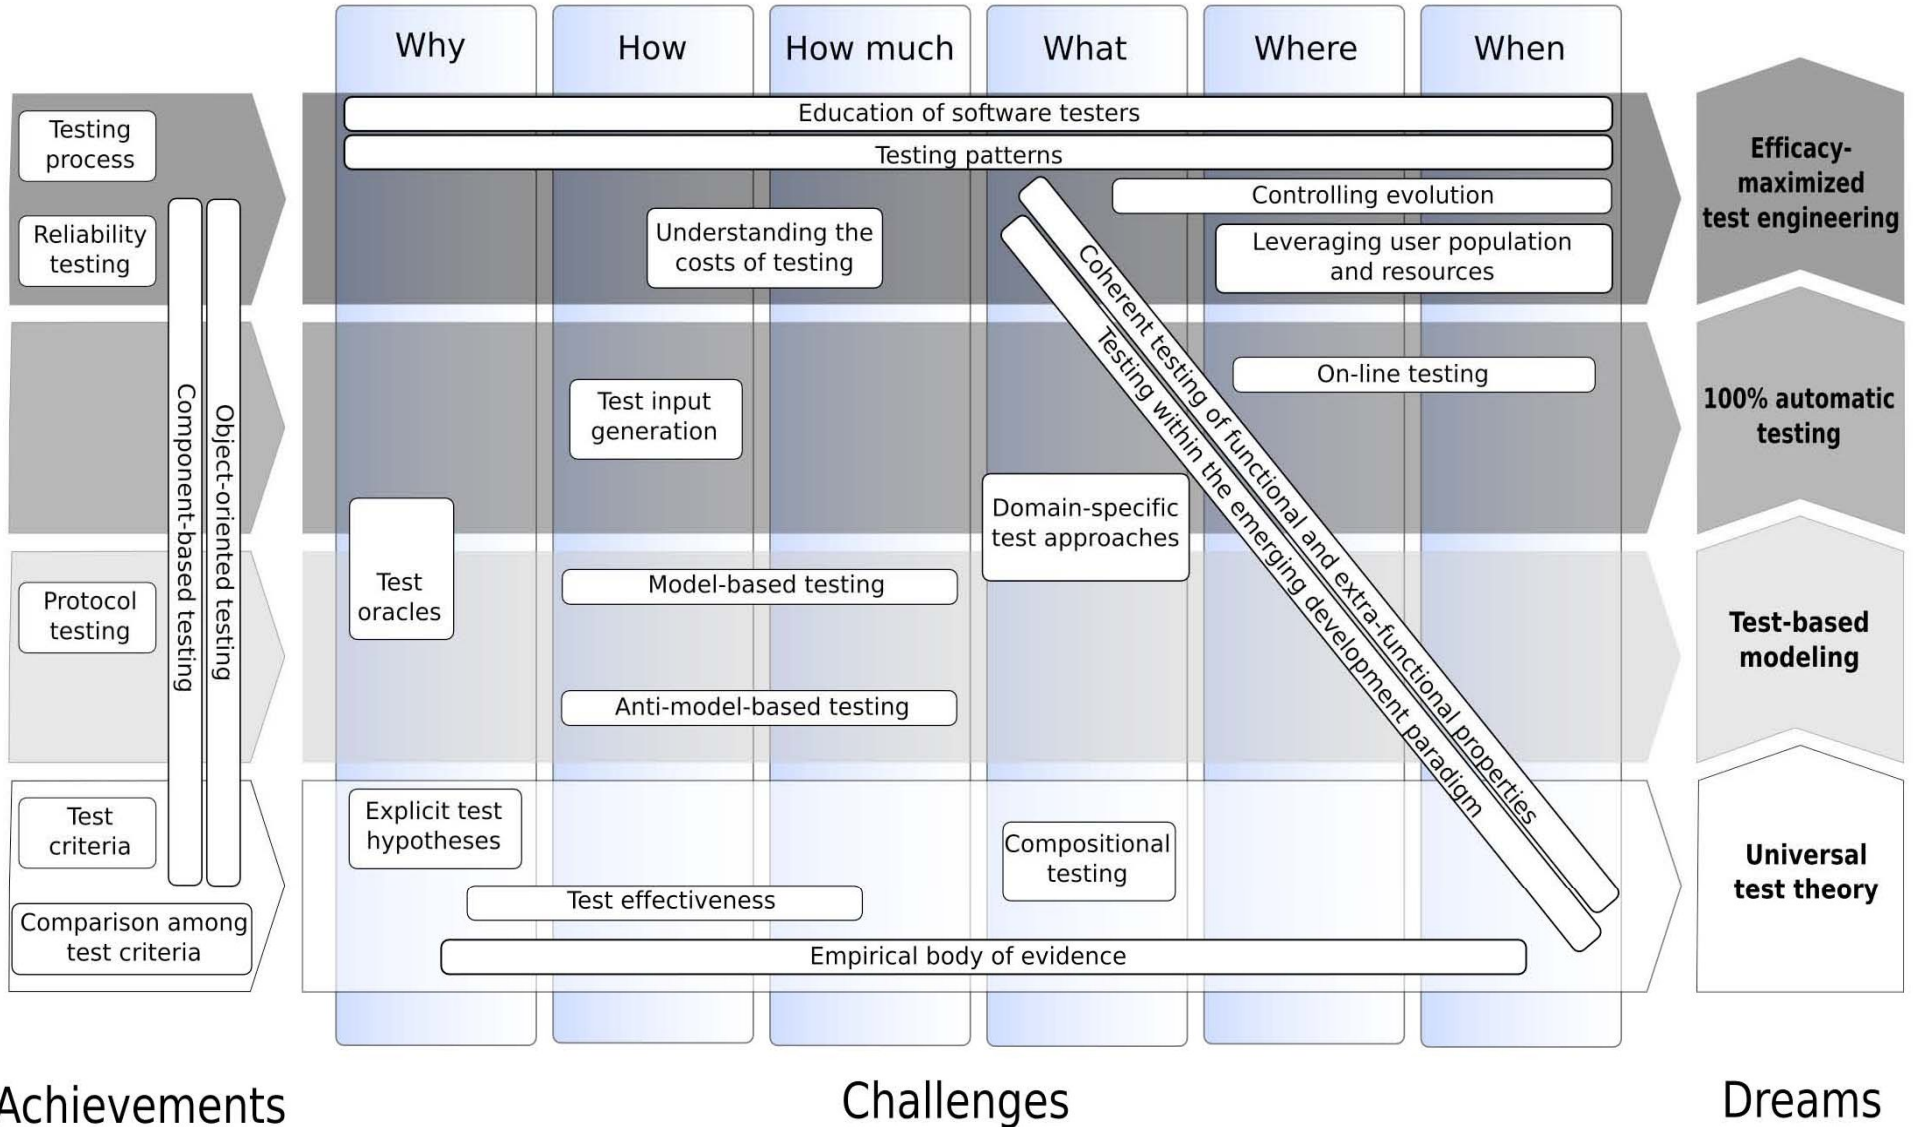 Why
How
How much
What
Where
When
Testing
process
Reliability
testing
Component-based testing
Object-oriented testing
Protocol
testing
Test
criteria
Comparison among
test criteria
Education of software testers
Testing patterns
Controlling evolution
Understanding the
costs of testing
Leveraging user population
and resources
Coherent testing of functional and extra-functional properties
Testing within the emerging development paradigm
On-line testing
Test input
generation
Domain-specific
test approaches
Test
oracles
Model-based testing
Anti-model-based testing
Explicit test
hypotheses
Compositional
testing
Test effectiveness
Empirical body of evidence
Efficacy-
maximized
test engineering
100% automatic
testing
Test-based
modeling
Universal
test theory
Achievements
Challenges
Dreams